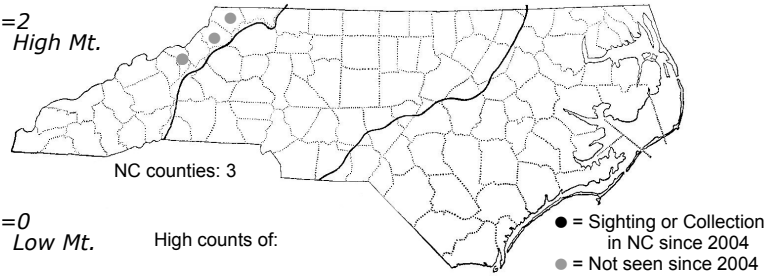 =2
High Mt.
NC counties: 3
=0
Low Mt.
High counts of:
= Sighting or Collection
in NC since 2004
= Not seen since 2004